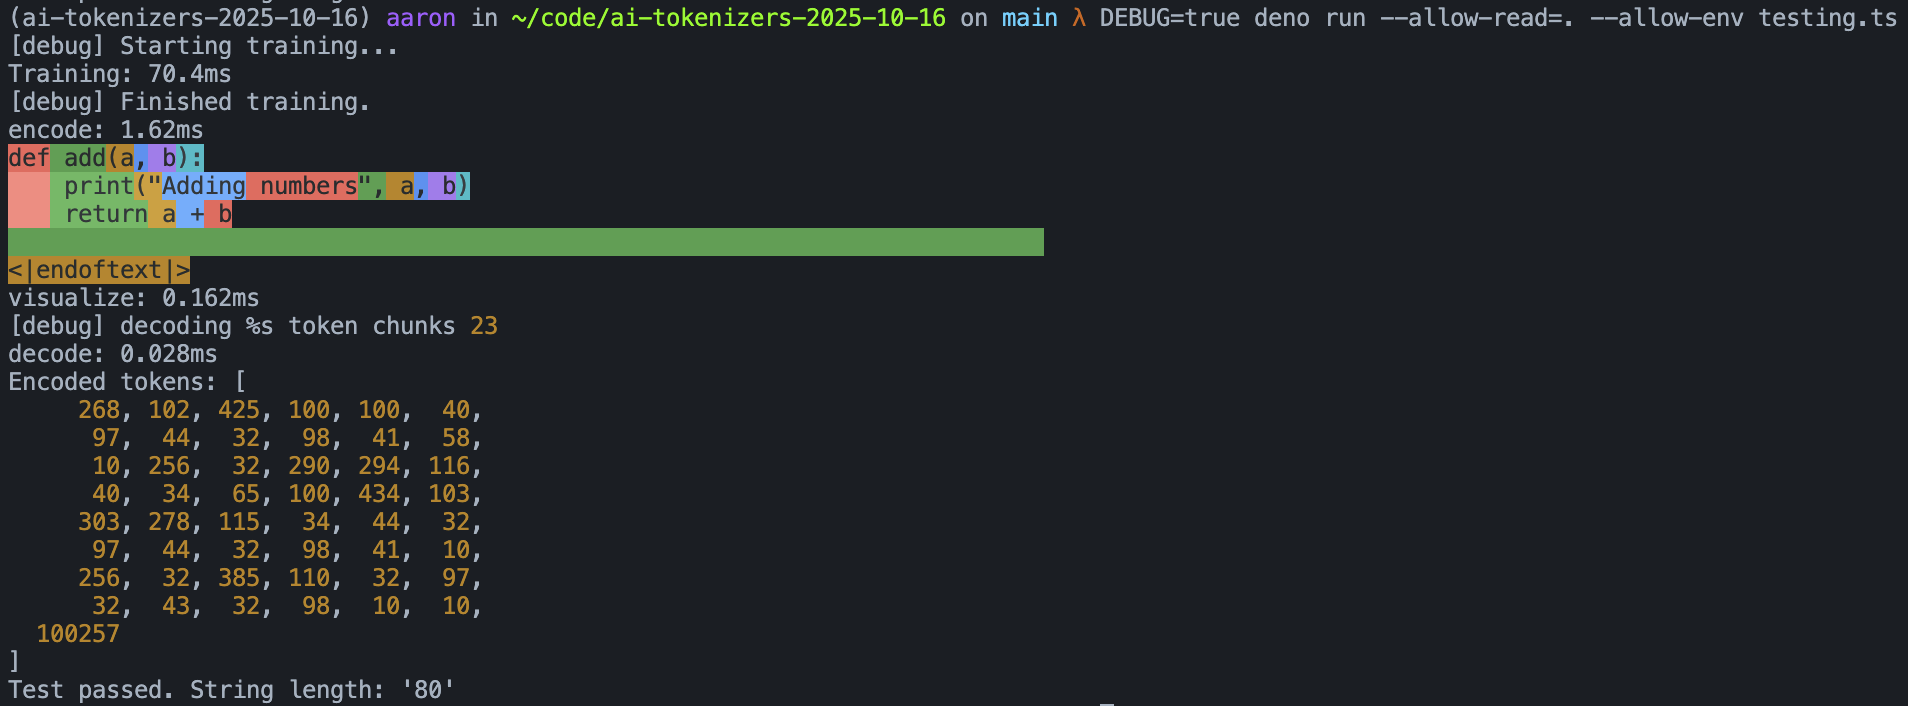 (ai-tokenizers-2025-10-16) aaron in ~/code/ai-tokenizers-2025-10-16 on main λ DEBUG=true deno run --allow-read=. --allow-env testing.ts
[debug] Starting training...
Training: 70.4ms
[debug] Finished training.
encode: 1.62ms
def add(a, b):
    print("Adding numbers", a, b)
    return a + b
<|endoftext|>
visualize: 0.162ms
[debug] decoding %s token chunks 23
decode: 0.028ms
Encoded tokens: [
     268, 102, 425, 100, 100,  40,
      97,  44,  32,  98,  41,  58,
      10, 256,  32, 290, 294, 116,
      40,  34,  65, 100, 434, 103,
     303, 278, 115,  34,  44,  32,
      97,  44,  32,  98,  41,  10,
     256,  32, 385, 110,  32,  97,
      32,  43,  32,  98,  10,  10,
  100257
]
Test passed. String length: '80'